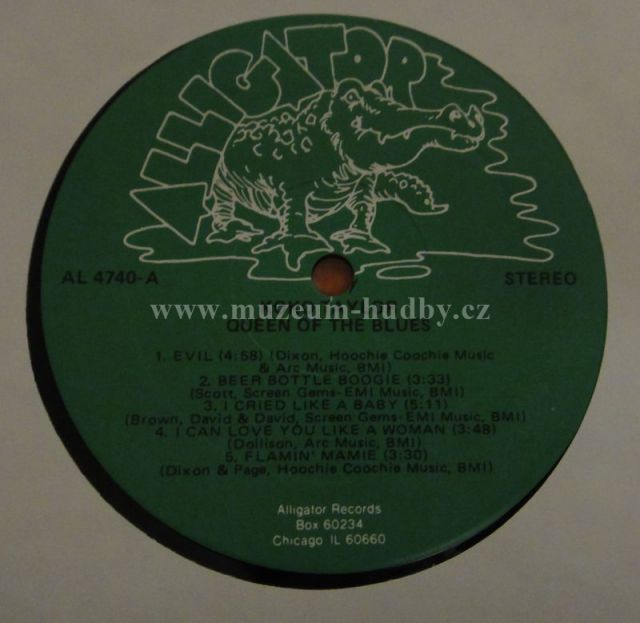 ALLIGATOR
AL 4740-A
STEREO
KOKO TAYLOR
www.muzeum-hudby.cz
QUEEN OF THE BLUES
1. EVIL (4:58) (Dixon, Hoochie Coochie Music
& Arc Music, BMI)
2. BEER BOTTLE BOOGIE (3:33)
(Scott, Screen Gems-EMI Music, BMI)
3. I CRIED LIKE A BABY (5:11)
(Brown, David & David, Screen Gems-EMI Music, BMI)
4. I CAN LOVE YOU LIKE A WOMAN (3:48)
(Dollison, Arc Music, BMI)
5. FLAMIN' MAMIE (3:30)
(Dixon & Page, Hoochie Coochie Music, BMI)
Alligator Records
Box 60234
Chicago IL 60660